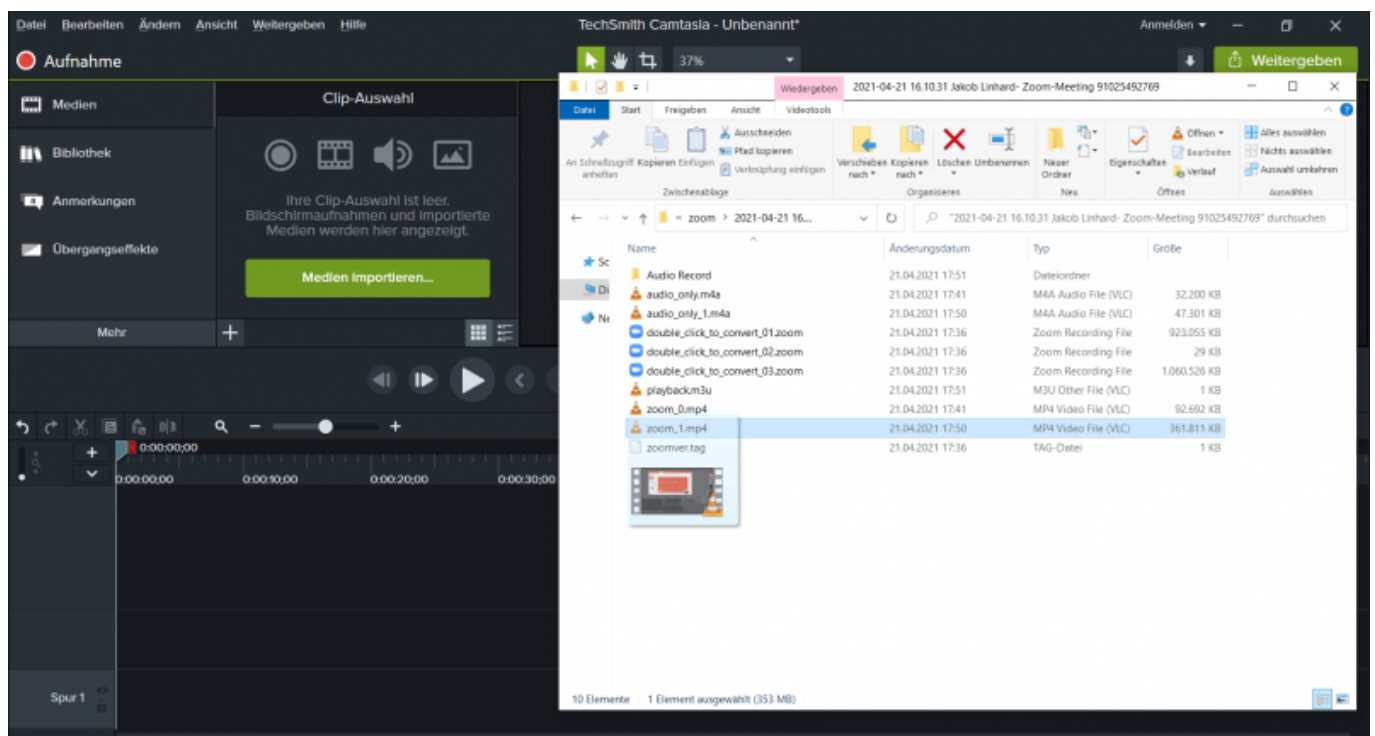 Datei Bearbeiten Ändern Ansicht Weitergeben Hilfe TechSmith Camtasia - Unbenannt* Anmelden
Aufnahme 37% Weitergeben
Medien
Bibliothek
Anmerkungen
Übergangseffekte
Mehr
Clip-Auswahl
Ihre Clip-Auswahl ist leer.
Bildschirmaufnahmen und importierte
Medien werden hier angezeigt.
Medien importieren...
0:00:00;00
0:00:00;00 0:00:10;00 0:00:20;00 0:00:30;00
Spur 1
Wiedergeben 2021-04-21 16.10.31 Jakob Linhard- Zoom-Meeting 91025492769
Datei Start Freigeben Ansicht Videotools
An Schnellzugriff
anheften
Kopieren Einfügen
Ausschneiden
Pfad kopieren
Verknüpfung einfügen
Zwischenablage
Verschieben
nach
Kopieren
nach
Löschen Umbenennen
Organisieren
Neuer
Ordner
Neu
Eigenschaften
Öffnen
Bearbeiten
Verlauf
Öffnen
Alles auswählen
Nichts auswählen
Auswahl umkehren
Auswählen
« zoom > 2021-04-21 16... "2021-04-21 16.10.31 Jakob Linhard- Zoom-Meeting 91025492769" durchsuchen
Name Änderungsdatum Typ Größe
Sc
Di
Ne
Audio Record 21.04.2021 17:51 Dateiordner
audio_only.m4a 21.04.2021 17:41 M4A Audio File (VLC) 32.200 KB
audio_only_1.m4a 21.04.2021 17:50 M4A Audio File (VLC) 47.301 KB
double_click_to_convert_01.zoom 21.04.2021 17:36 Zoom Recording File 923.055 KB
double_click_to_convert_02.zoom 21.04.2021 17:36 Zoom Recording File 29 KB
double_click_to_convert_03.zoom 21.04.2021 17:36 Zoom Recording File 1.060.526 KB
playback.m3u 21.04.2021 17:51 M3U Other File (VLC) 1 KB
zoom_0.mp4 21.04.2021 17:41 MP4 Video File (VLC) 92.692 KB
zoom_1.mp4 21.04.2021 17:50 MP4 Video File (VLC) 361.811 KB
zoomver.tag 21.04.2021 17:36 TAG-Datei 1 KB
10 Elemente 1 Element ausgewählt (353 MB)